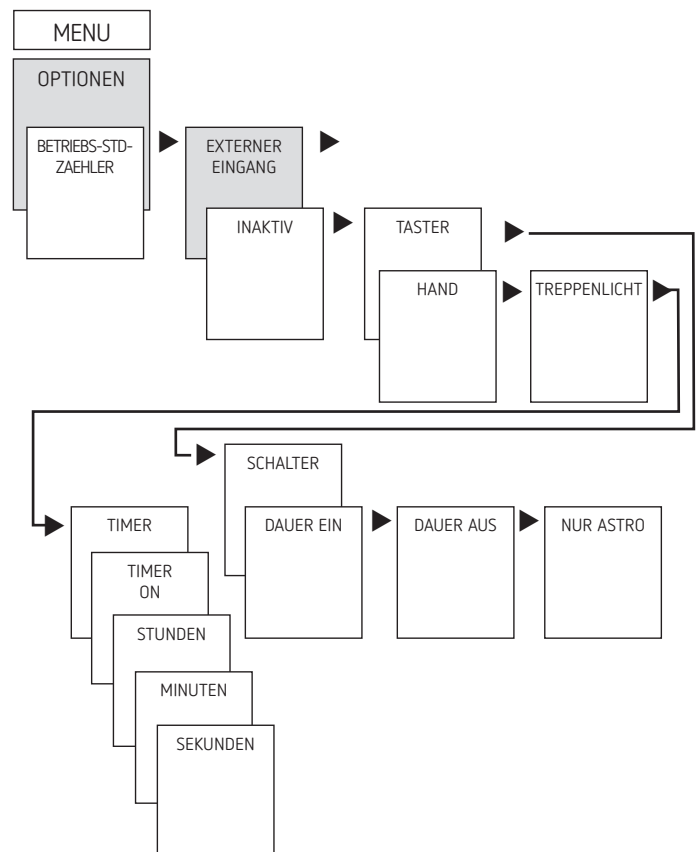 MENU
OPTIONEN
BETRIEBS-STD-
ZAEHLER
EXTERNER
EINGANG
INAKTIV
TASTER
HAND
TREPPENLICHT
SCHALTER
DAUER EIN
DAUER AUS
NUR ASTRO
TIMER
TIMER
ON
STUNDEN
MINUTEN
SEKUNDEN